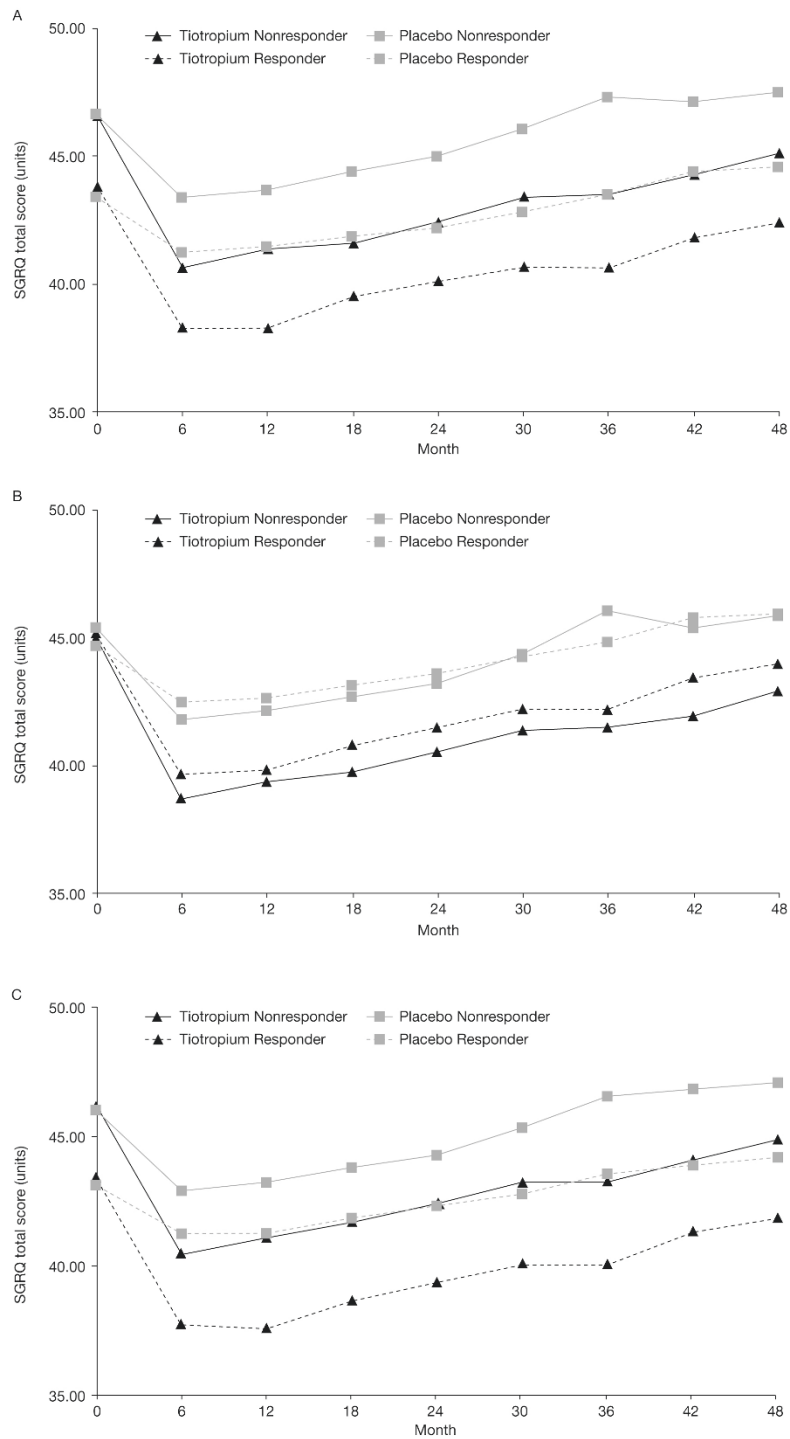 A
50.00
Tiotropium Nonresponder Placebo Nonresponder
Tiotropium Responder Placebo Responder
45.00
SGRQ total score (units)
40.00
35.00
0 6 12 18 24 30 36 42 48
Month
B
50.00
Tiotropium Nonresponder Placebo Nonresponder
Tiotropium Responder Placebo Responder
45.00
SGRQ total score (units)
40.00
35.00
0 6 12 18 24 30 36 42 48
Month
C
50.00
Tiotropium Nonresponder Placebo Nonresponder
Tiotropium Responder Placebo Responder
45.00
SGRQ total score (units)
40.00
35.00
0 6 12 18 24 30 36 42 48
Month